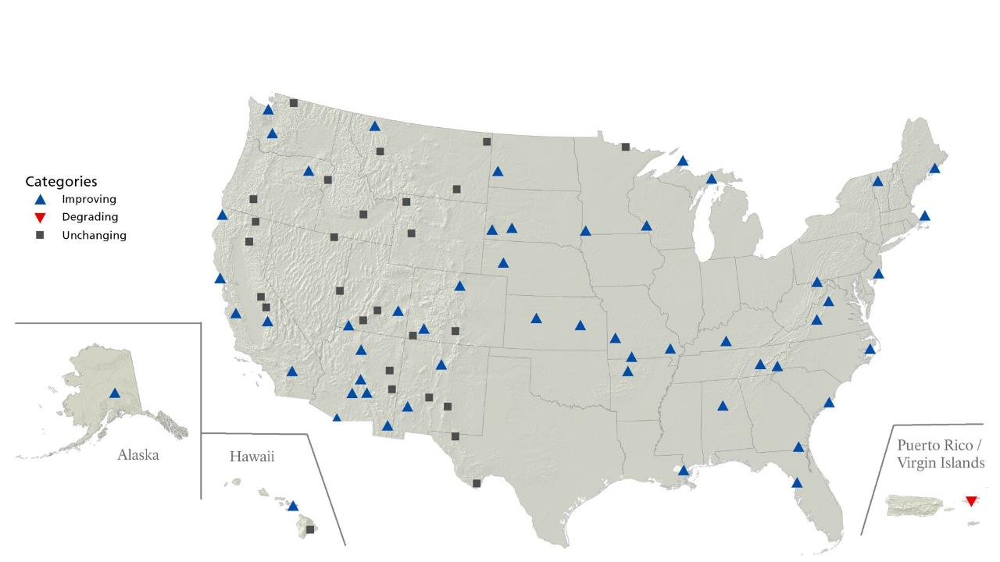 Categories
Improving
Degrading
Unchanging
Alaska
Hawaii
Puerto Rico /
Virgin Islands